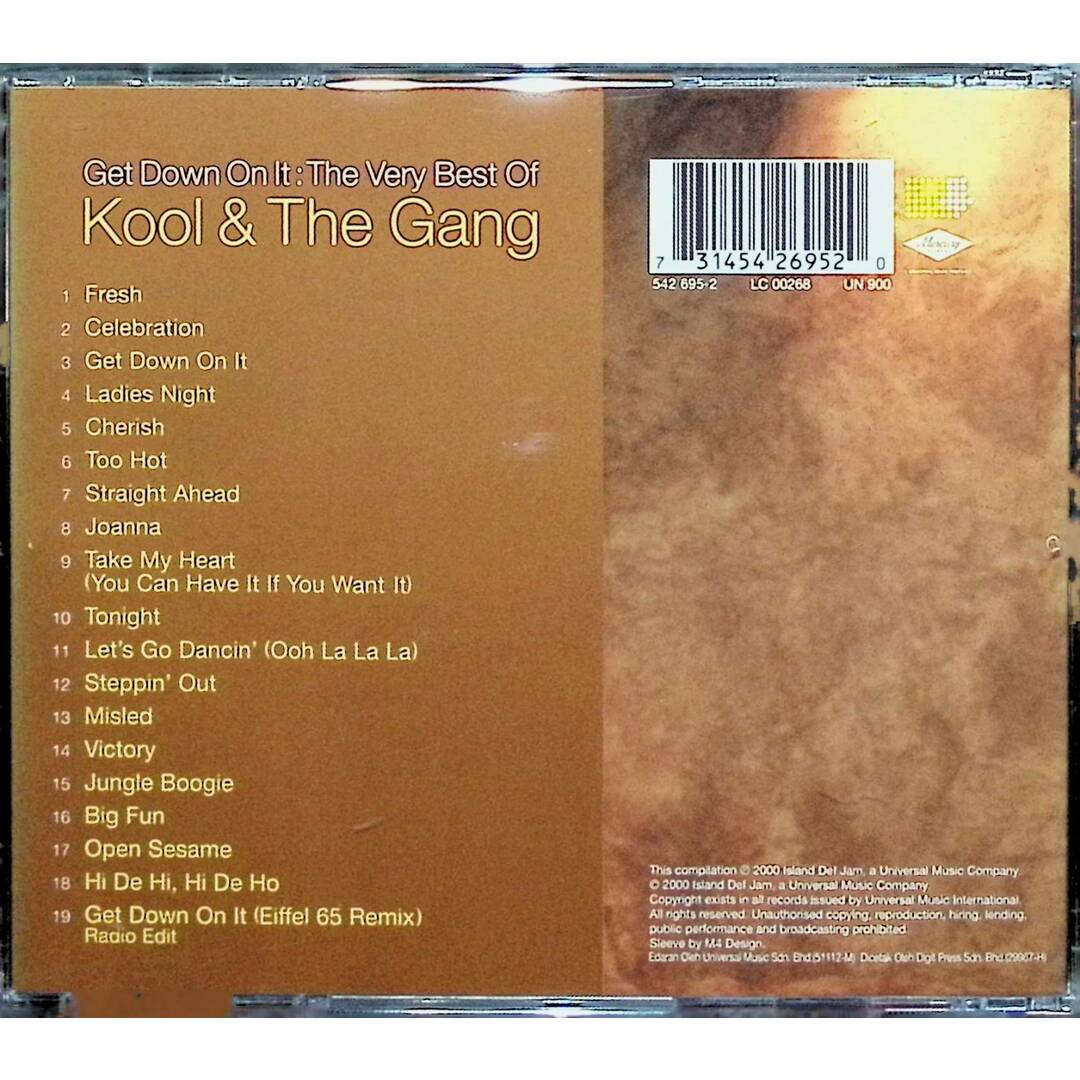 Get Down On It : The Very Best Of
Kool & The Gang
1 Fresh
2 Celebration
3 Get Down On It
4 Ladies Night
5 Cherish
6 Too Hot
7 Straight Ahead
8 Joanna
9 Take My Heart
(You Can Have It If You Want It)
10 Tonight
11 Let's Go Dancin' (Ooh La La La)
12 Steppin' Out
13 Misled
14 Victory
15 Jungle Boogie
16 Big Fun
17 Open Sesame
18 Hi De Hi, Hi De Ho
19 Get Down On It (Eiffel 65 Remix)
Radio Edit
7 31454 26952 0
542 695-2 LC 00268 UN 900
Mercury
This compilation ℗ 2000 Island Def Jam, a Universal Music Company.
© 2000 Island Def Jam, a Universal Music Company
Copyright exists in all records issued by Universal Music International.
All rights reserved. Unauthorised copying, reproduction, hiring, lending,
public performance and broadcasting prohibited.
Sleeve by M4 Design.
Edaran Oleh Universal Music Sdn. Bhd.(51112-M) Dicetak Oleh Digit Press Sdn. Bhd.(29967-H)